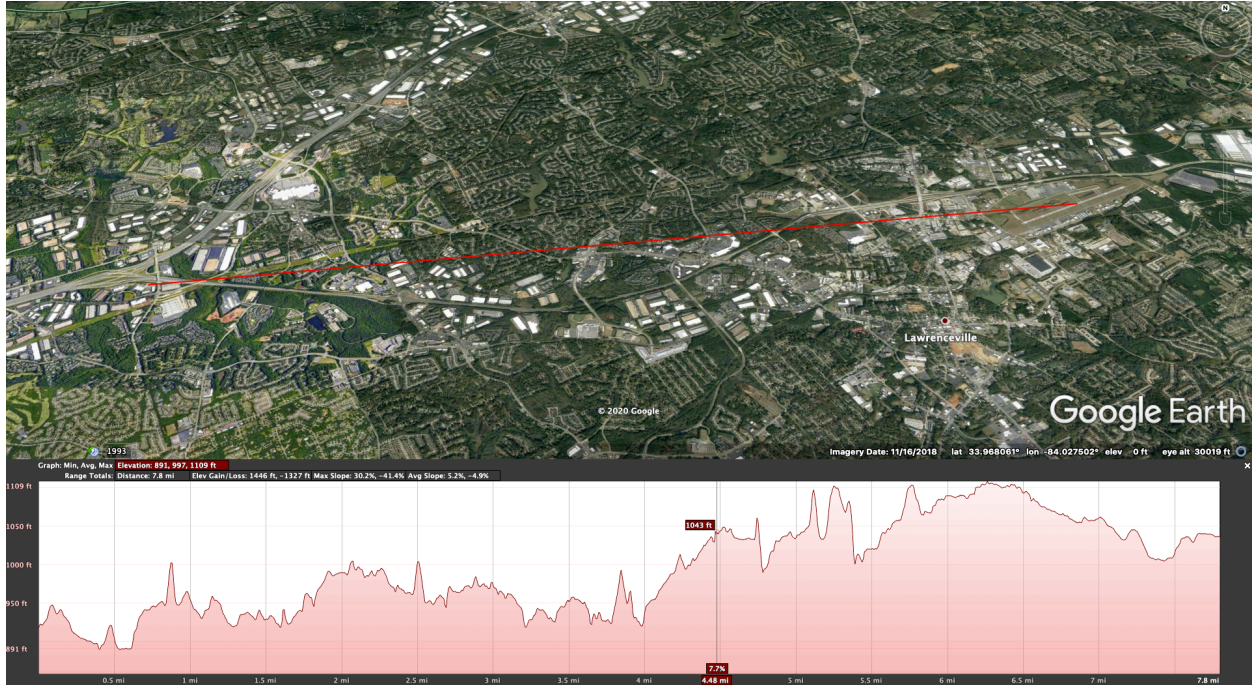 N
Lawrenceville
© 2020 Google
Google Earth
1993
Imagery Date: 11/16/2018 lat 33.968061° lon -84.027502° elev 0 ft eye alt 30019 ft
Graph: Min, Avg, Max Elevation: 891, 997, 1109 ft
Range Totals: Distance: 7.8 mi Elev Gain/Loss: 1446 ft, -1327 ft Max Slope: 30.2%, -41.4% Avg Slope: 5.2%, -4.9%
1109 ft
1050 ft
1000 ft
950 ft
891 ft
1043 ft
7.7%
0.5 mi 1 mi 1.5 mi 2 mi 2.5 mi 3 mi 3.5 mi 4 mi 4.48 mi 5 mi 5.5 mi 6 mi 6.5 mi 7 mi 7.8 mi